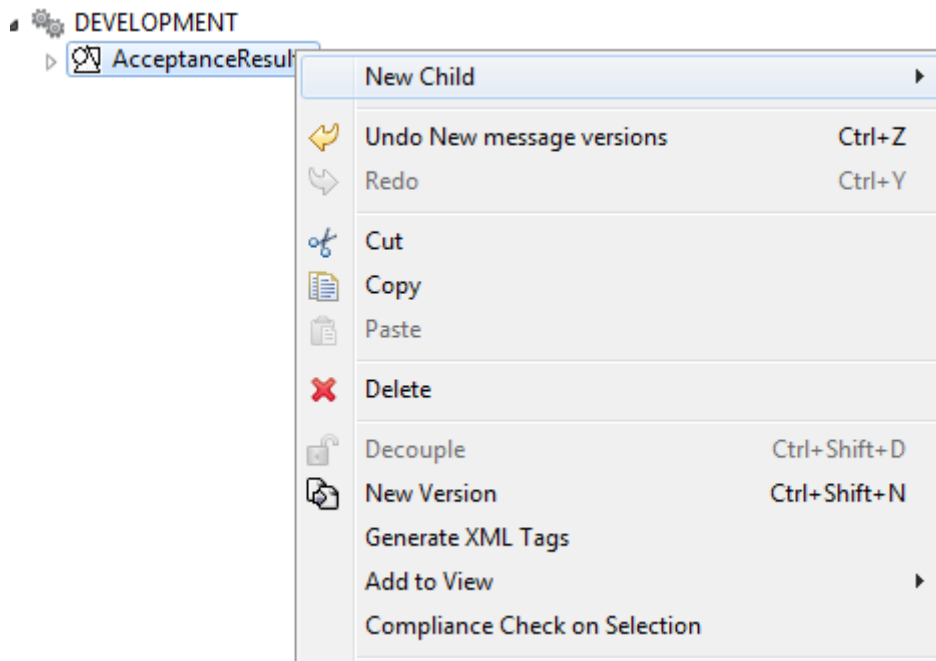 DEVELOPMENT
AcceptanceResul
New Child
Undo New message versions Ctrl+Z
Redo Ctrl+Y
Cut
Copy
Paste
Delete
Decouple Ctrl+Shift+D
New Version Ctrl+Shift+N
Generate XML Tags
Add to View
Compliance Check on Selection